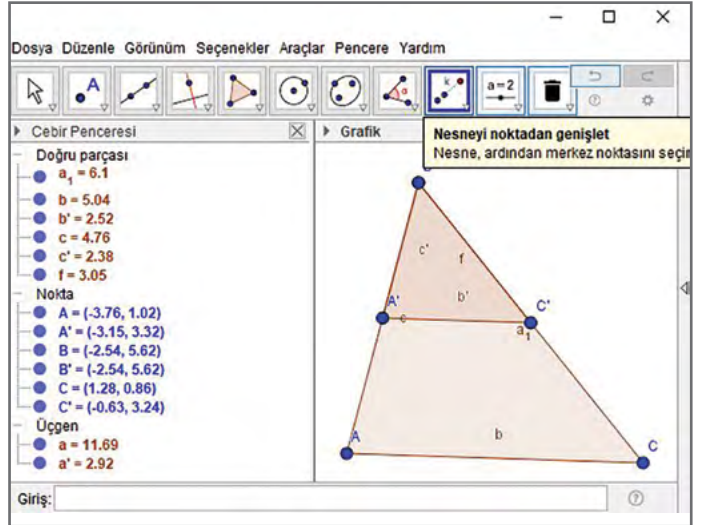 Dosya Düzenle Görünüm Seçenekler Araçlar Pencere Yardım
A
α
k
a=2
Cebir Penceresi
Grafik
Nesneyi noktadan genişlet
Nesne, ardından merkez noktasını seçin
Doğru parçası
a₁ = 6.1
b = 5.04
b' = 2.52
c = 4.76
c' = 2.38
f = 3.05
Nokta
A = (-3.76, 1.02)
A' = (-3.15, 3.32)
B = (-2.54, 5.62)
B' = (-2.54, 5.62)
C = (1.28, 0.86)
C' = (-0.63, 3.24)
Üçgen
a = 11.69
a' = 2.92
c'
f
b'
A'
C'
c
a₁
A
b
C
Giriş: